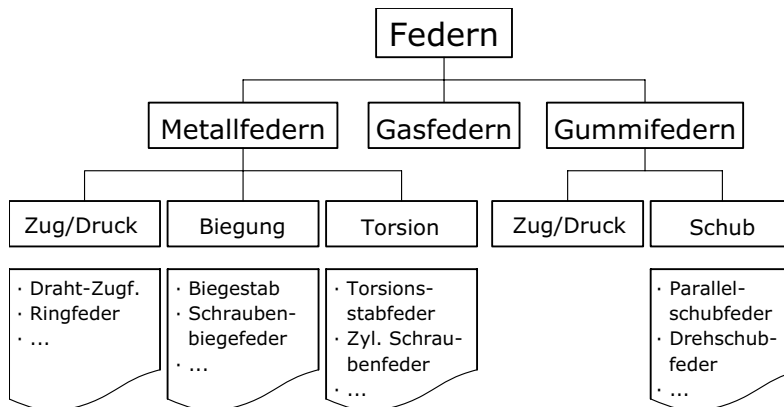 Federn
Metallfedern
Gasfedern
Gummifedern
Zug/Druck
Biegung
Torsion
Zug/Druck
Schub
· Draht-Zugf.
· Ringfeder
· ...
· Biegestab
· Schrauben-
biegefeder
· ...
· Torsions-
stabfeder
· Zyl. Schrau-
benfeder
· ...
· Parallel-
schubfeder
· Drehschub-
feder
· ...